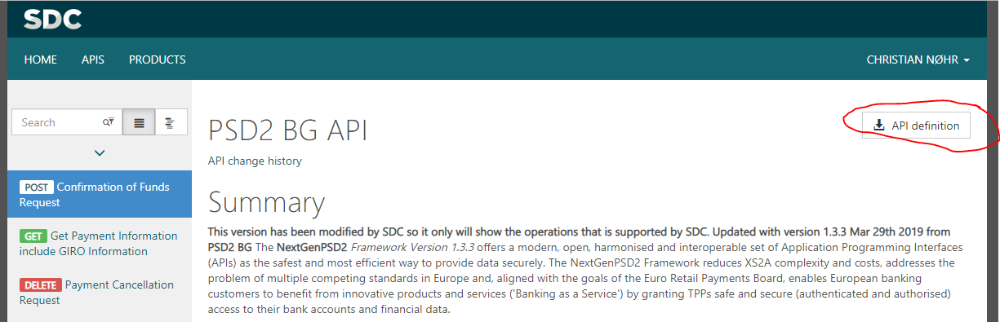 SDC
HOME APIS PRODUCTS CHRISTIAN NØHR
Search
API definition
PSD2 BG API
API change history
POST Confirmation of Funds
Request
GET Get Payment Information
include GIRO Information
DELETE Payment Cancellation
Request
Summary
This version has been modified by SDC so it only will show the operations that is supported by SDC. Updated with version 1.3.3 Mar 29th 2019 from
PSD2 BG The NextGenPSD2 Framework Version 1.3.3 offers a modern, open, harmonised and interoperable set of Application Programming Interfaces
(APIs) as the safest and most efficient way to provide data securely. The NextGenPSD2 Framework reduces XS2A complexity and costs, addresses the
problem of multiple competing standards in Europe and, aligned with the goals of the Euro Retail Payments Board, enables European banking
customers to benefit from innovative products and services ('Banking as a Service') by granting TPPs safe and secure (authenticated and authorised)
access to their bank accounts and financial data.